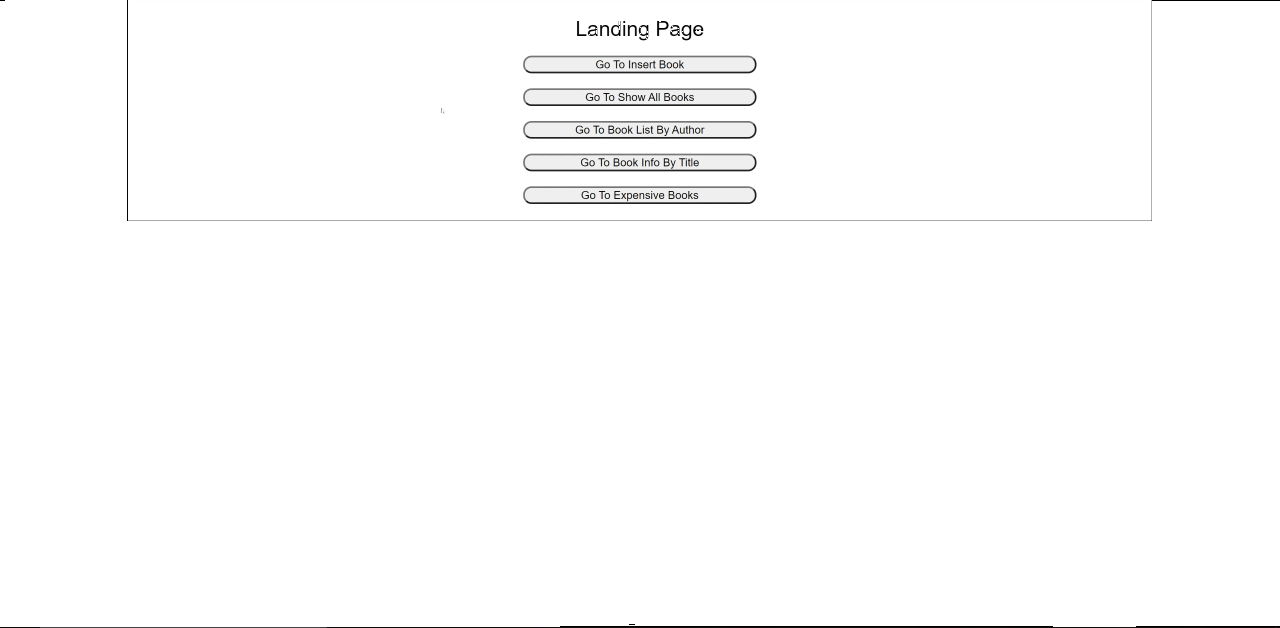 Landing Page
Go To Insert Book
Go To Show All Books
Go To Book List By Author
Go To Book Info By Title
Go To Expensive Books